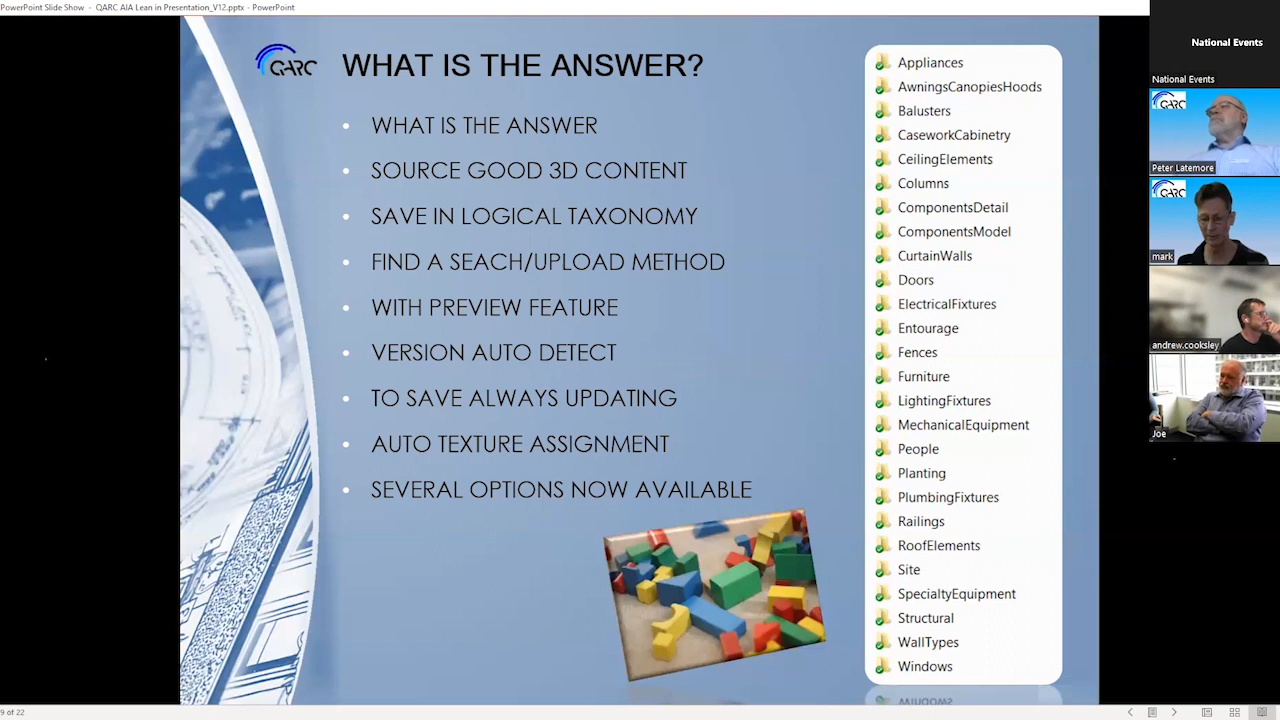 PowerPoint Slide Show - QARC AIA Lean in Presentation_V12.pptx - PowerPoint
QARC
WHAT IS THE ANSWER?
WHAT IS THE ANSWER
SOURCE GOOD 3D CONTENT
SAVE IN LOGICAL TAXONOMY
FIND A SEACH/UPLOAD METHOD
WITH PREVIEW FEATURE
VERSION AUTO DETECT
TO SAVE ALWAYS UPDATING
AUTO TEXTURE ASSIGNMENT
SEVERAL OPTIONS NOW AVAILABLE
Appliances
AwningsCanopiesHoods
Balusters
CaseworkCabinetry
CeilingElements
Columns
ComponentsDetail
ComponentsModel
CurtainWalls
Doors
ElectricalFixtures
Entourage
Fences
Furniture
LightingFixtures
MechanicalEquipment
People
Planting
PlumbingFixtures
Railings
RoofElements
Site
SpecialtyEquipment
Structural
WallTypes
Windows
National Events
National Events
QARC
Peter Latemore
QARC
mark
andrew.cooksley
Joe
9 of 22